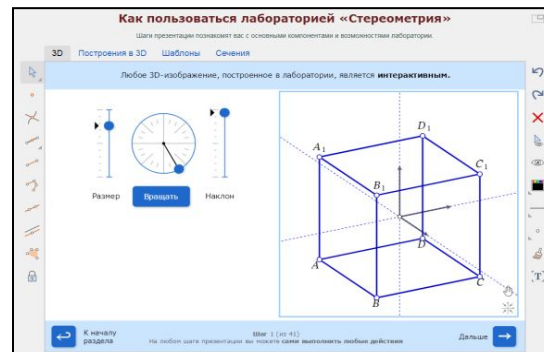 Как пользоваться лабораторией «Стереометрия»
Шаги презентации познакомят вас с основными компонентами и возможностями лаборатории.
3D Построения в 3D Шаблоны Сечения
Любое 3D-изображение, построенное в лаборатории, является интерактивным.
Размер Вращать Наклон
D1
A1
C1
B1
D
A
C
B
К началу раздела
Шаг 1 (из 41)
На любом шаге презентации вы можете сами выполнить любые действия
Дальше
T